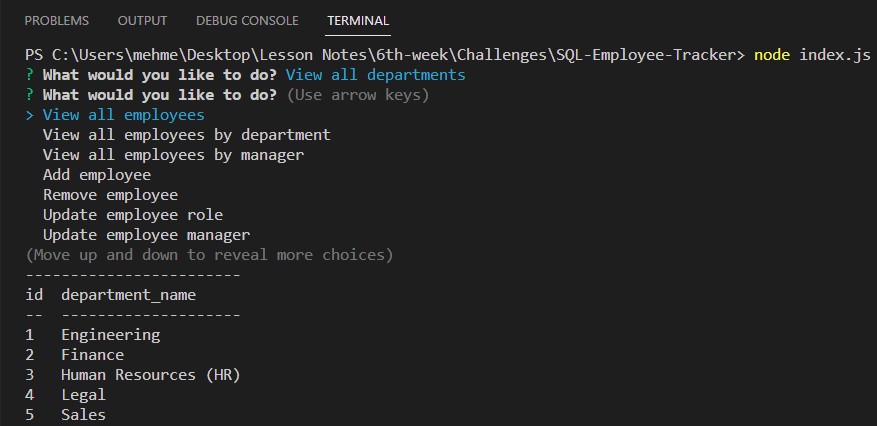 PROBLEMS OUTPUT DEBUG CONSOLE TERMINAL
PS C:\Users\mehme\Desktop\Lesson Notes\6th-week\Challenges\SQL-Employee-Tracker> node index.js
? What would you like to do? View all departments
? What would you like to do? (Use arrow keys)
> View all employees
View all employees by department
View all employees by manager
Add employee
Remove employee
Update employee role
Update employee manager
(Move up and down to reveal more choices)
------------------------
id department_name
-- --------------------
1 Engineering
2 Finance
3 Human Resources (HR)
4 Legal
5 Sales